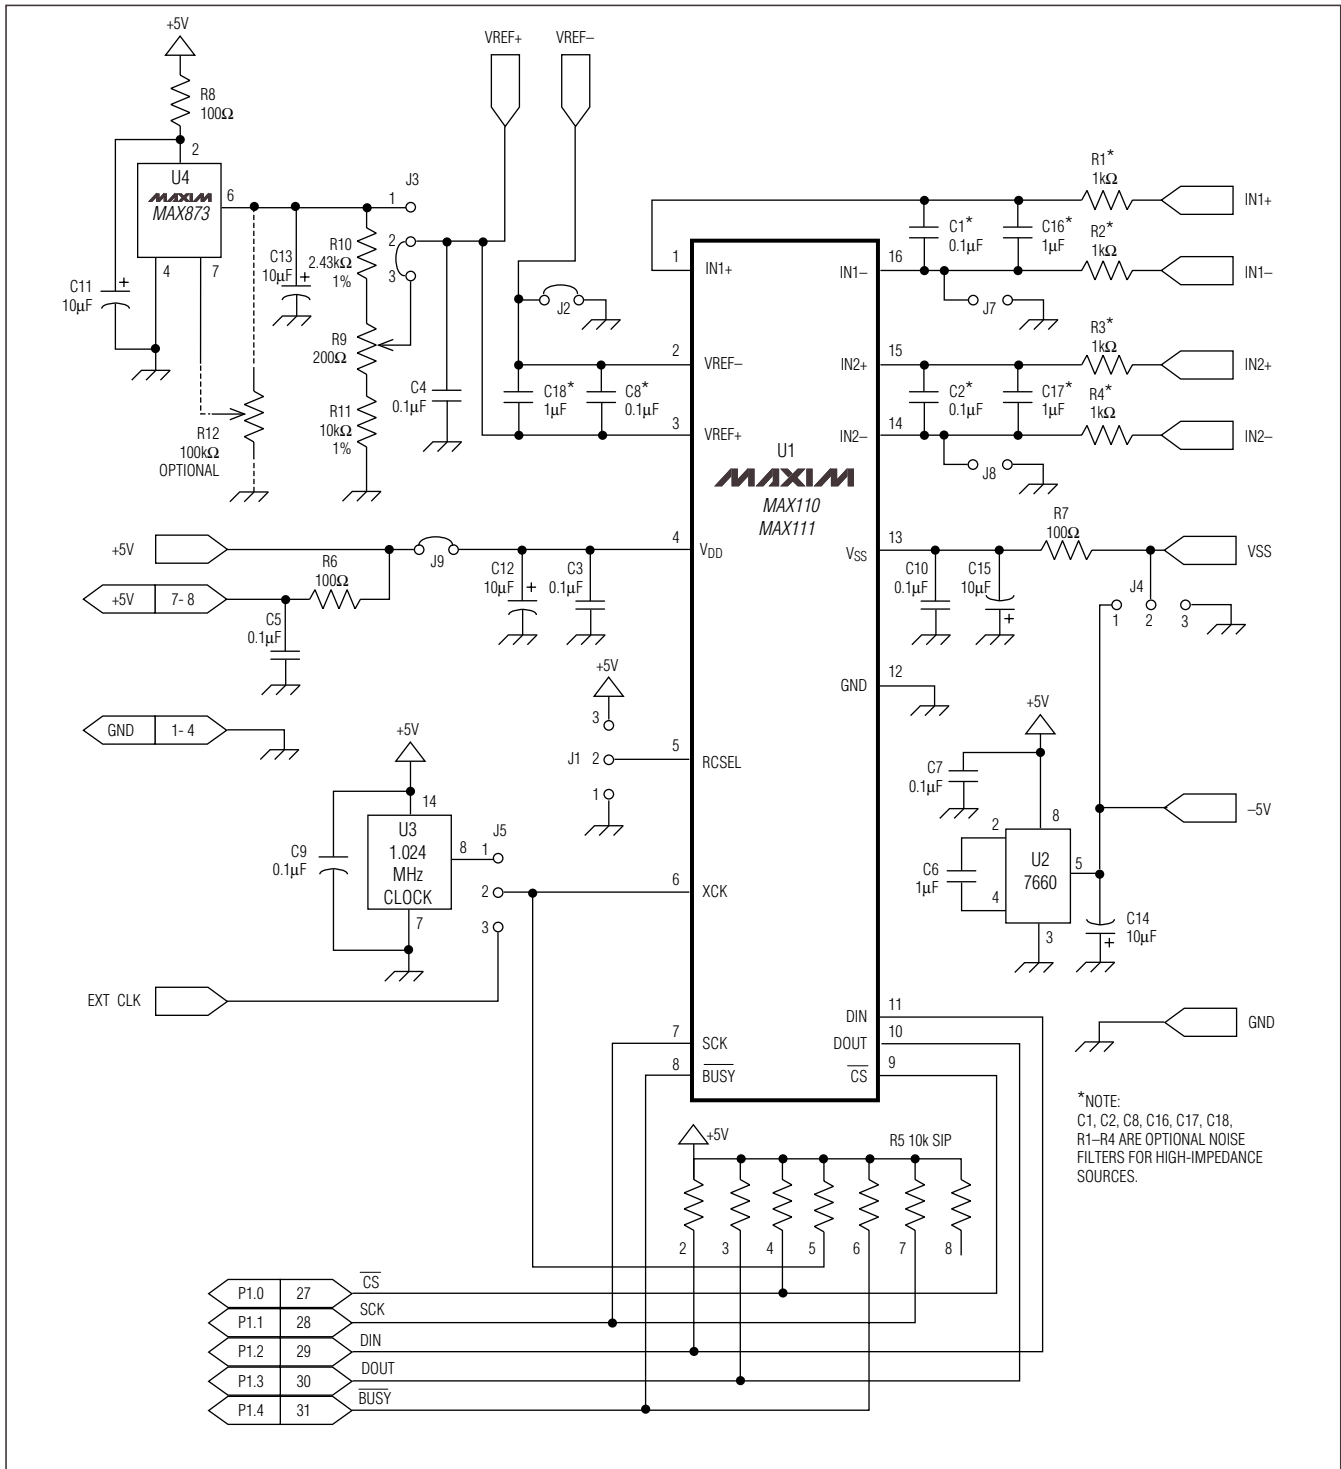 +5V
R8
100Ω
2
U4
MAXIM
MAX873
6
4
7
C11
10µF
+
C13
10µF
+
R10
2.43kΩ
1%
R9
200Ω
R11
10kΩ
1%
R12
100kΩ
OPTIONAL
J3
1
2
3
C4
0.1µF
VREF+
VREF–
J2
C18*
1µF
C8*
0.1µF
1
IN1+
2
VREF–
3
VREF+
4
VDD
5
RCSEL
6
XCK
7
SCK
8
BUSY
U1
MAXIM
MAX110
MAX111
16
IN1–
15
IN2+
14
IN2–
13
VSS
12
GND
11
DIN
10
DOUT
9
CS
R1*
1kΩ
IN1+
C1*
0.1µF
C16*
1µF
R2*
1kΩ
IN1–
J7
R3*
1kΩ
IN2+
C2*
0.1µF
C17*
1µF
R4*
1kΩ
IN2–
J8
R7
100Ω
VSS
C10
0.1µF
C15
10µF
+
J4
1
2
3
+5V
+5V
7- 8
R6
100Ω
C5
0.1µF
J9
C12
10µF
+
C3
0.1µF
GND
1- 4
+5V
3
J1
2
1
+5V
14
U3
1.024
MHz
CLOCK
8
7
C9
0.1µF
J5
1
2
3
EXT CLK
+5V
C7
0.1µF
8
2
U2
7660
5
4
3
C6
1µF
–5V
C14
10µF
+
GND
*NOTE:
C1, C2, C8, C16, C17, C18,
R1–R4 ARE OPTIONAL NOISE
FILTERS FOR HIGH-IMPEDANCE
SOURCES.
+5V
R5 10k SIP
2
3
4
5
6
7
8
P1.0
27
CS
P1.1
28
SCK
P1.2
29
DIN
P1.3
30
DOUT
P1.4
31
BUSY